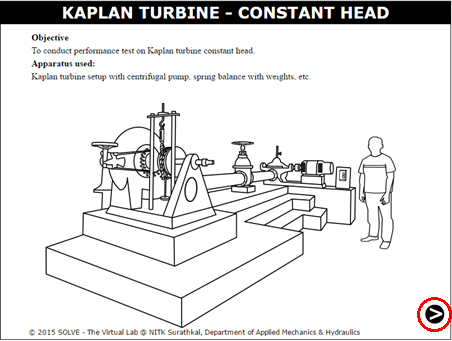 KAPLAN TURBINE - CONSTANT HEAD
Objective
To conduct performance test on Kaplan turbine constant head.
Apparatus used:
Kaplan turbine setup with centrifugal pump, spring balance with weights, etc.
© 2015 SOLVE - The Virtual Lab @ NITK Surathkal, Department of Applied Mechanics & Hydraulics